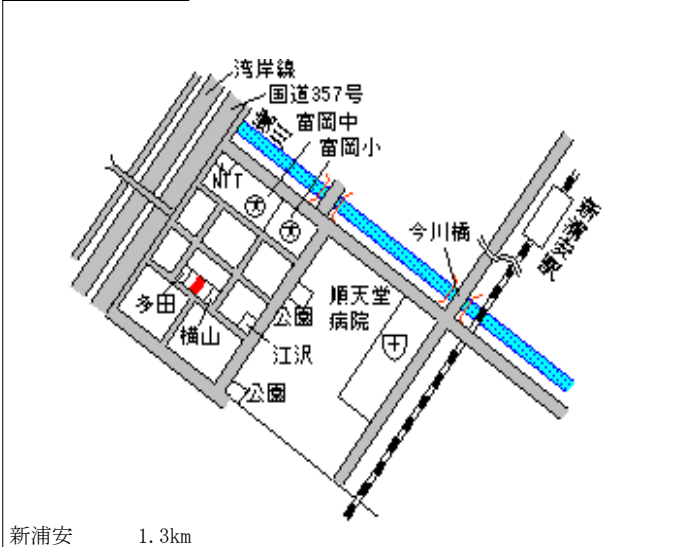 湾岸線
国道357号
富岡中
富岡小
NTT
今川橋
新浦安駅
順天堂
病院
公園
多田
横山
江沢
公園
新浦安 1.3km